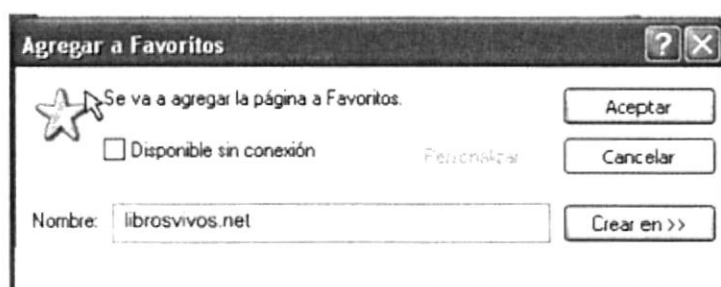 Agregar a Favoritos
Se va a agregar la página a Favoritos.
Aceptar
Disponible sin conexión
Personalizar
Cancelar
Nombre: librosvivos.net
Crear en >>